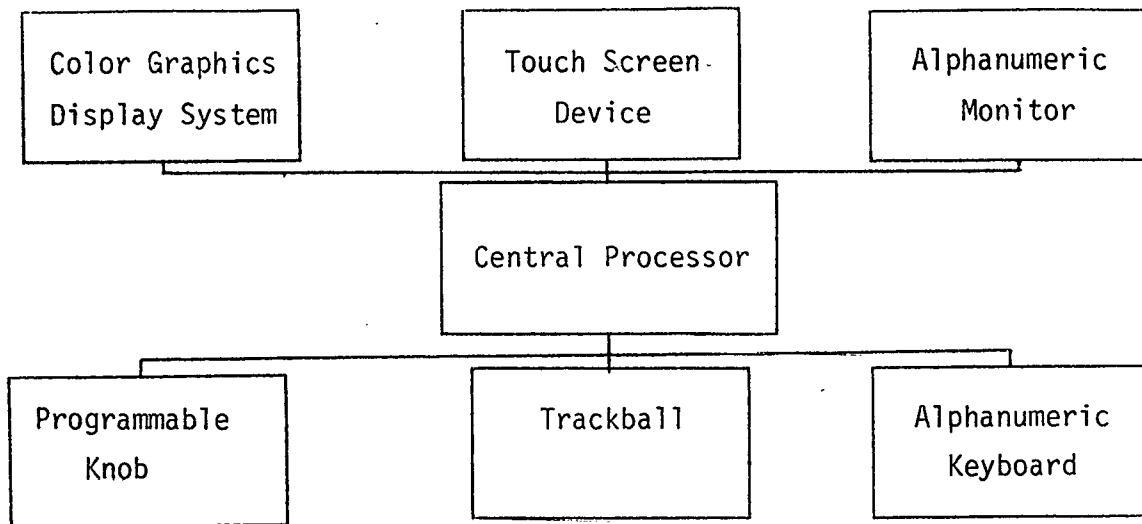 Color Graphics
Display System
Touch Screen
Device
Alphanumeric
Monitor
Central Processor
Programmable
Knob
Trackball
Alphanumeric
Keyboard